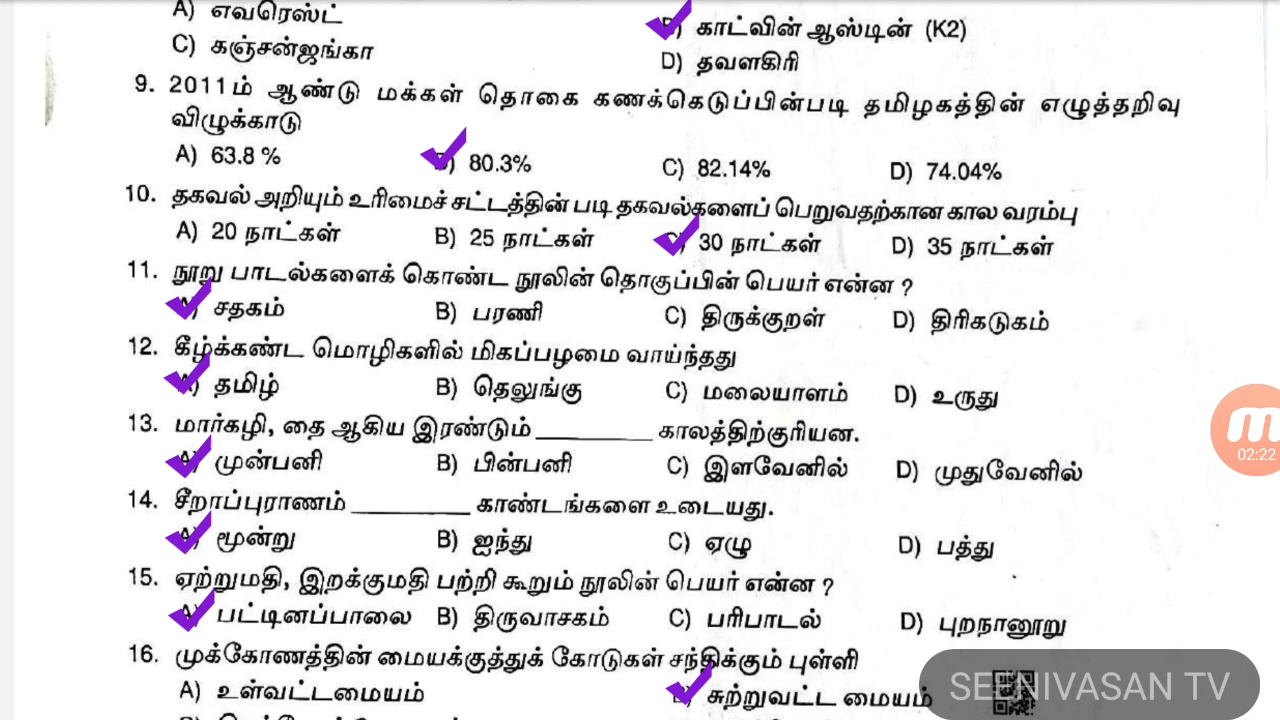 A) எவரெஸ்ட்
B) காட்வின் ஆஸ்டின் (K2)
C) கஞ்சன்ஜங்கா
D) தவளகிரி
9. 2011ம் ஆண்டு மக்கள் தொகை கணக்கெடுப்பின்படி தமிழகத்தின் எழுத்தறிவு
விழுக்காடு
A) 63.8 % B) 80.3% C) 82.14% D) 74.04%
10. தகவல் அறியும் உரிமைச் சட்டத்தின் படி தகவல்களைப் பெறுவதற்கான கால வரம்பு
A) 20 நாட்கள் B) 25 நாட்கள் C) 30 நாட்கள் D) 35 நாட்கள்
11. நூறு பாடல்களைக் கொண்ட நூலின் தொகுப்பின் பெயர் என்ன ?
A) சதகம் B) பரணி C) திருக்குறள் D) திரிகடுகம்
12. கீழ்க்கண்ட மொழிகளில் மிகப்பழமை வாய்ந்தது
A) தமிழ் B) தெலுங்கு C) மலையாளம் D) உருது
13. மார்கழி, தை ஆகிய இரண்டும் ________ காலத்திற்குரியன.
A) முன்பனி B) பின்பனி C) இளவேனில் D) முதுவேனில்
14. சீறாப்புராணம் ________ காண்டங்களை உடையது.
A) மூன்று B) ஐந்து C) ஏழு D) பத்து
15. ஏற்றுமதி, இறக்குமதி பற்றி கூறும் நூலின் பெயர் என்ன ?
A) பட்டினப்பாலை B) திருவாசகம் C) பரிபாடல் D) புறநானூறு
16. முக்கோணத்தின் மையக்குத்துக் கோடுகள் சந்திக்கும் புள்ளி
A) உள்வட்டமையம் B) சுற்றுவட்ட மையம்
02:22
SEENIVASAN TV